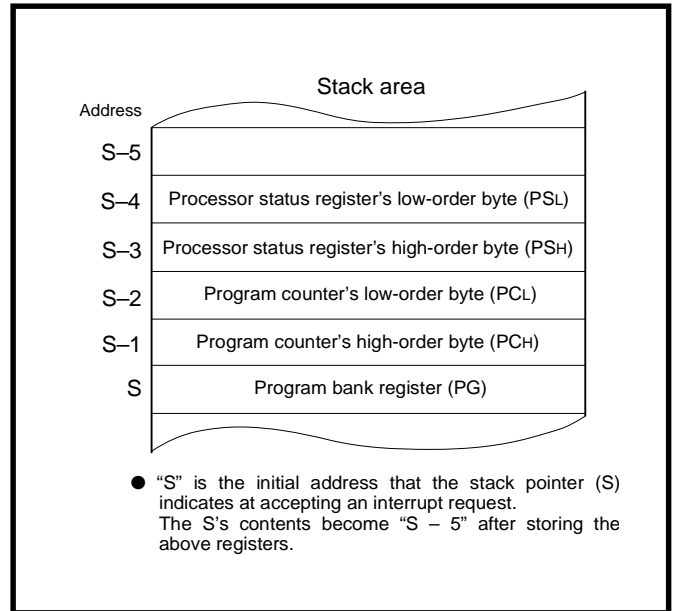 Stack area
Address
S–5
S–4 Processor status register's low-order byte (PSL)
S–3 Processor status register's high-order byte (PSH)
S–2 Program counter's low-order byte (PCL)
S–1 Program counter's high-order byte (PCH)
S Program bank register (PG)
● “S” is the initial address that the stack pointer (S)
indicates at accepting an interrupt request.
The S's contents become “S – 5” after storing the
above registers.